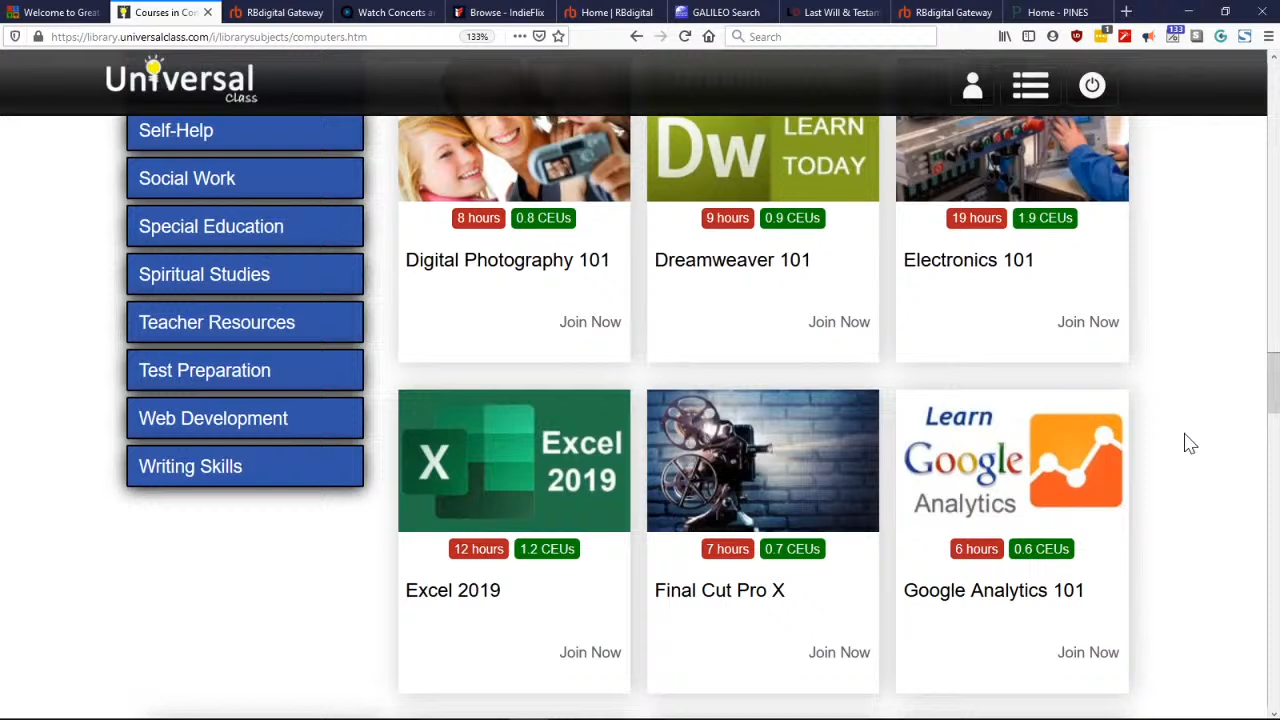 Welcome to Great
Courses in Con
RBdigital Gateway
Watch Concerts a
Browse - IndieFlix
Home | RBdigital
GALILEO Search
Last Will & Testam
RBdigital Gateway
Home - PINES
https://library.universalclass.com/i/librarysubjects/computers.htm
133%
Search
1
133
Universal
Class
Self-Help
Social Work
Special Education
Spiritual Studies
Teacher Resources
Test Preparation
Web Development
Writing Skills
8 hours 0.8 CEUs
Digital Photography 101
Join Now
Dw LEARN
TODAY
9 hours 0.9 CEUs
Dreamweaver 101
Join Now
19 hours 1.9 CEUs
Electronics 101
Join Now
X Excel
2019
12 hours 1.2 CEUs
Excel 2019
Join Now
7 hours 0.7 CEUs
Final Cut Pro X
Join Now
Learn
Google
Analytics
6 hours 0.6 CEUs
Google Analytics 101
Join Now